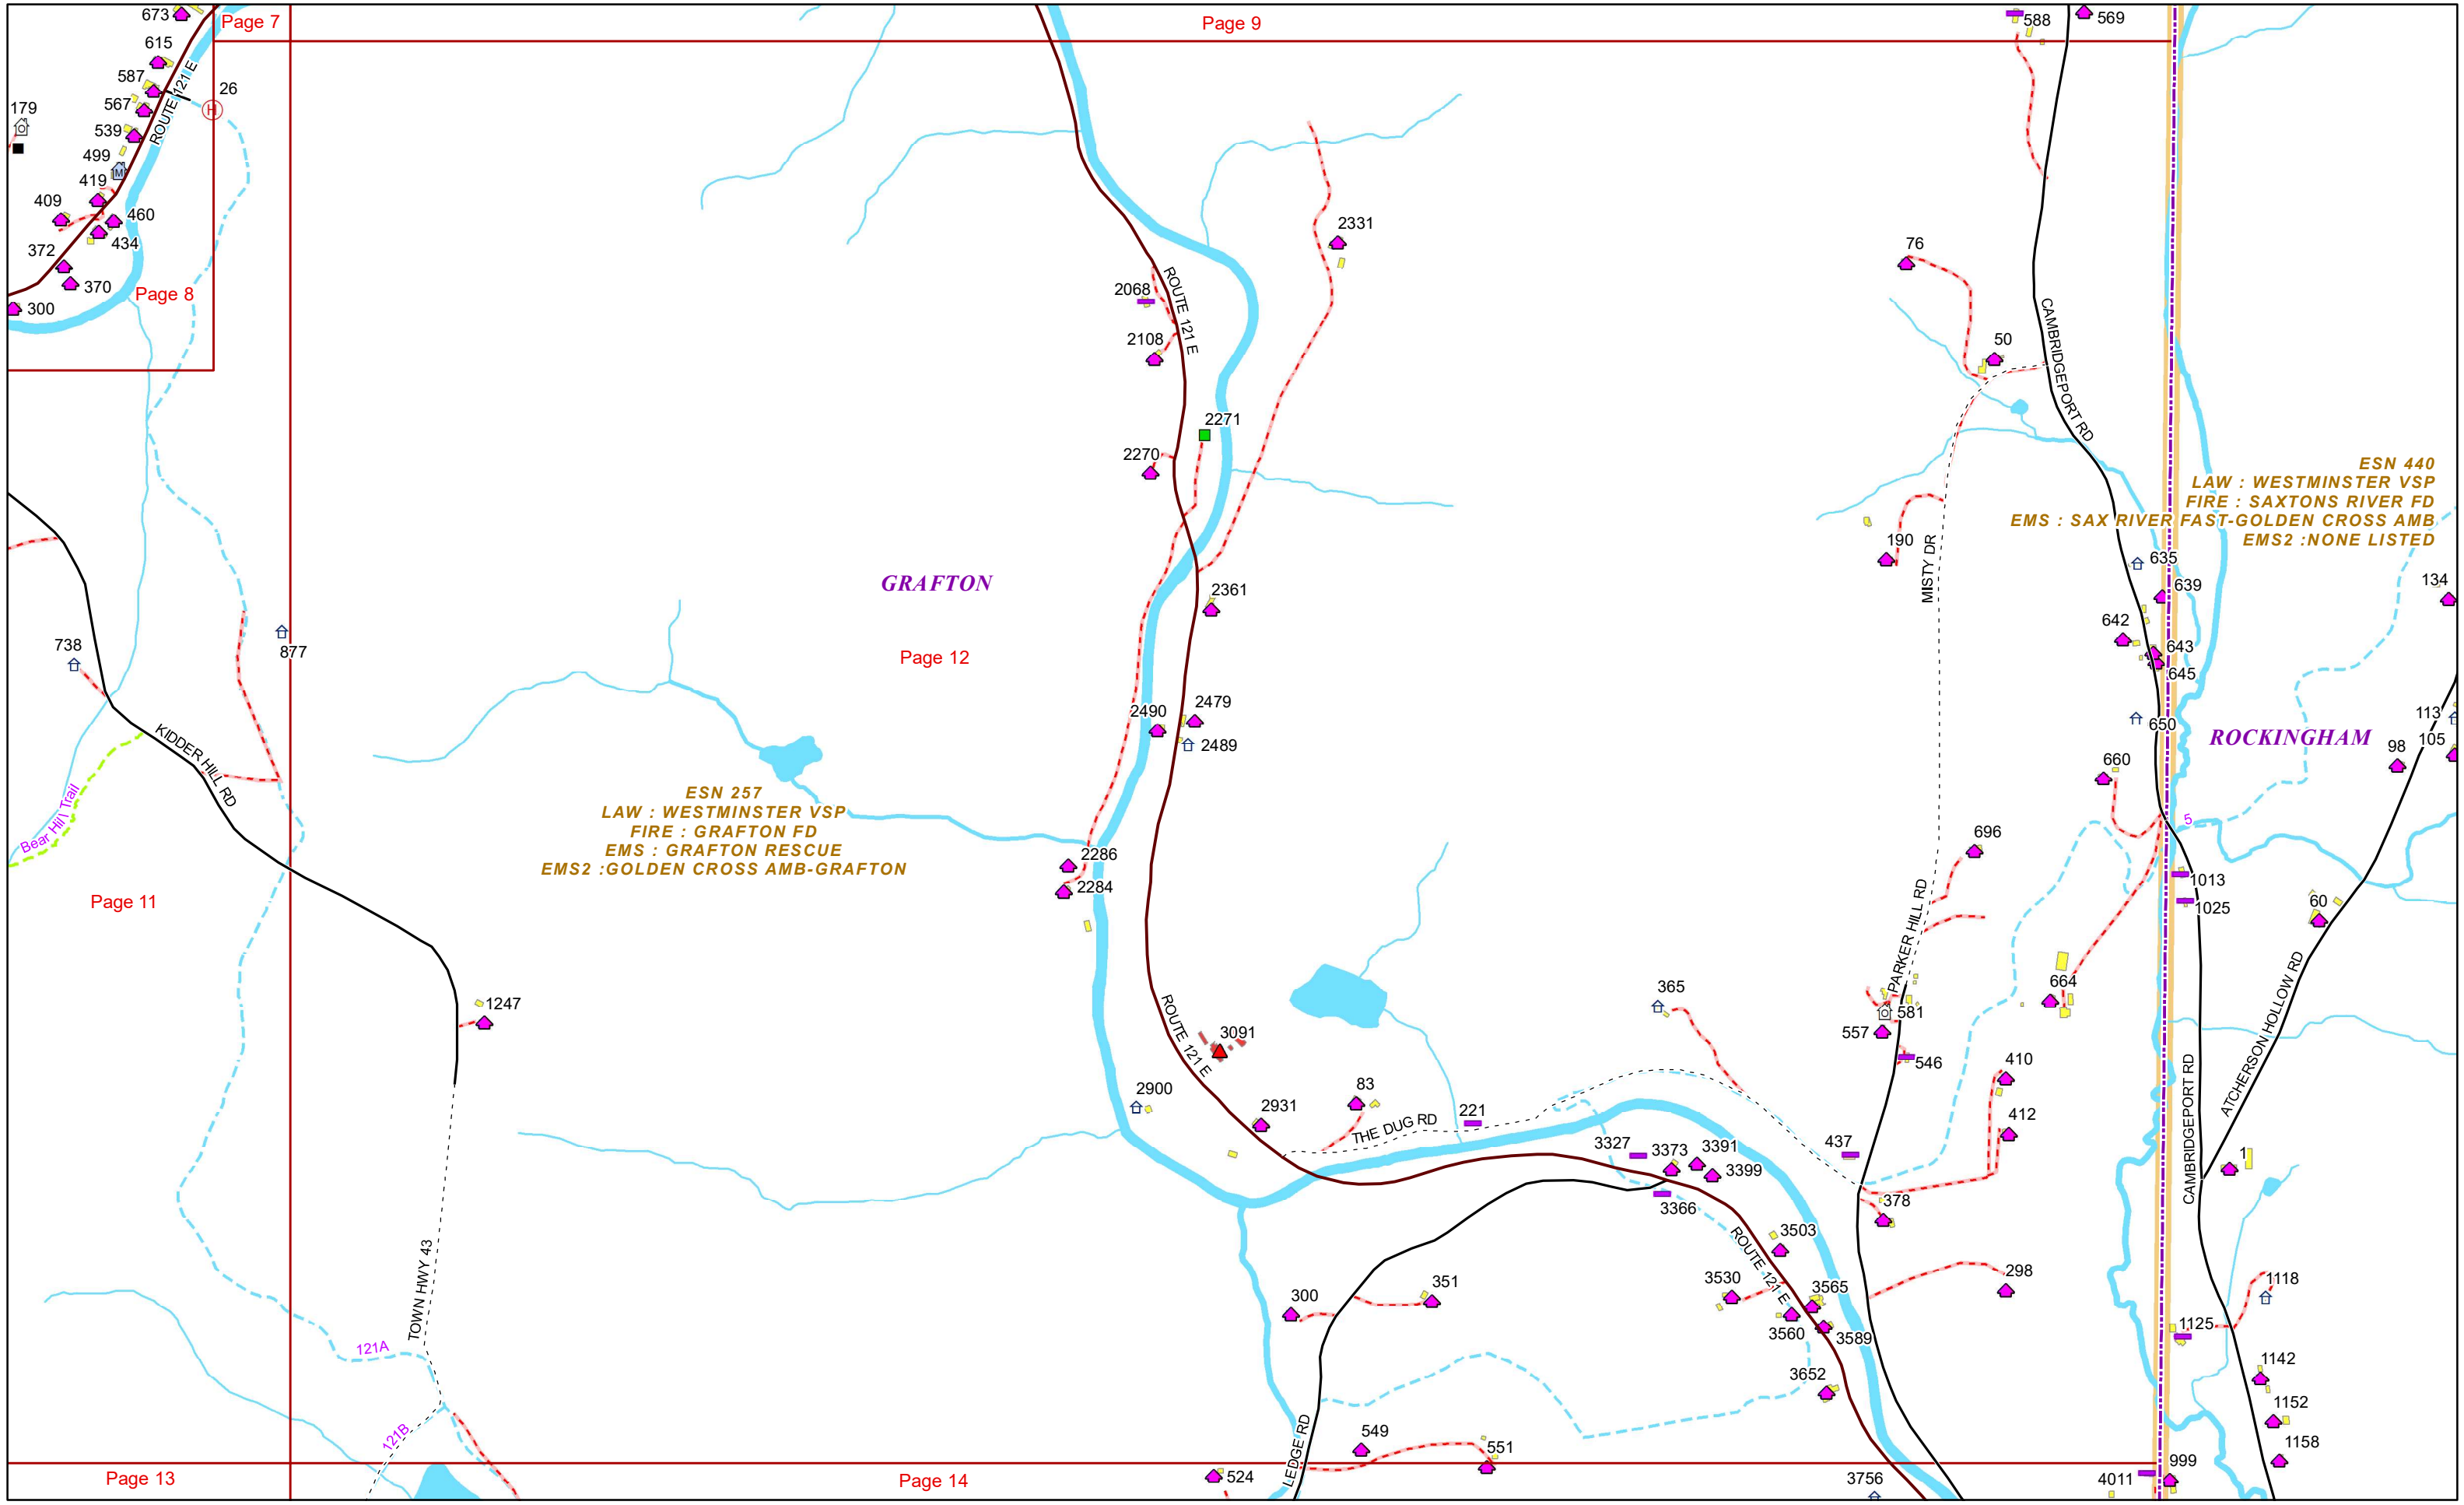 673
Page 7
Page 9
588
569
615
587
26
H
567
179
539
499
M
ROUTE 121 E
419
409
460
434
372
370
Page 8
300
2331
76
2068
ROUTE 121 E
2108
50
CAMBRIDGEPORT RD
2271
2270
ESN 440
LAW : WESTMINSTER VSP
FIRE : SAXTONS RIVER FD
EMS : SAX RIVER FAST-GOLDEN CROSS AMB
EMS2 :NONE LISTED
190
MISTY DR
635
639
134
GRAFTON
2361
642
643
645
738
877
Page 12
2490
2479
2489
650
113
105
ROCKINGHAM
98
KIDDER HILL RD
660
Bear Hill Trail
ESN 257
LAW : WESTMINSTER VSP
FIRE : GRAFTON FD
EMS : GRAFTON RESCUE
EMS2 :GOLDEN CROSS AMB-GRAFTON
5
696
2286
2284
1013
1025
60
Page 11
PARKER HILL RD
1247
365
664
581
557
546
ROUTE 121 E
3091
ATCHERSON HOLLOW RD
410
2900
2931
83
221
THE DUG RD
412
CAMBRIDGEPORT RD
437
3327
3373
3391
3399
3366
1
378
TOWN HWY 43
3503
ROUTE 121 E
3530
3565
3560
3589
298
1118
300
351
1125
121A
3652
1142
1152
121B
LEDGE RD
549
551
1158
Page 13
Page 14
524
3756
4011
999